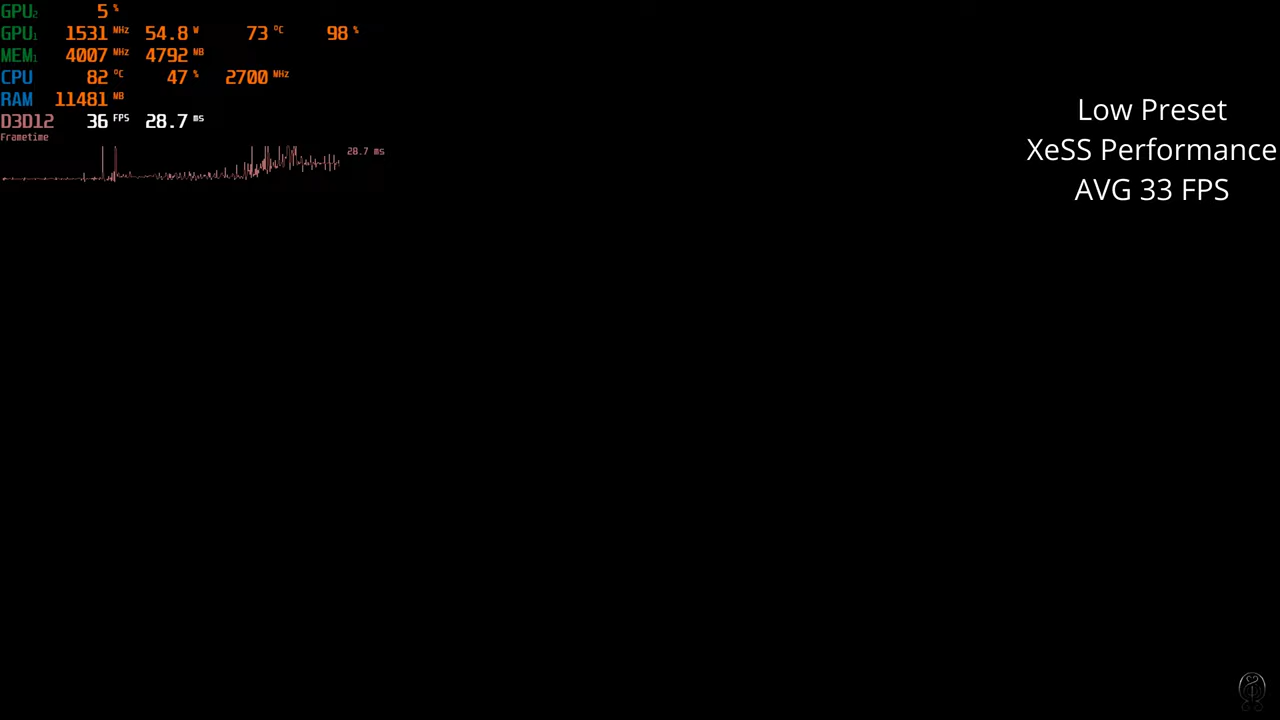 GPU₂ 5 %
GPU₁ 1531 MHz 54.8 W 73 °C 98 %
MEM₁ 4007 MHz 4792 MB
CPU 82 °C 47 % 2700 MHz
RAM 11481 MB
D3D12 36 FPS 28.7 ms
Frametime
28.7 ms
Low Preset
XeSS Performance
AVG 33 FPS